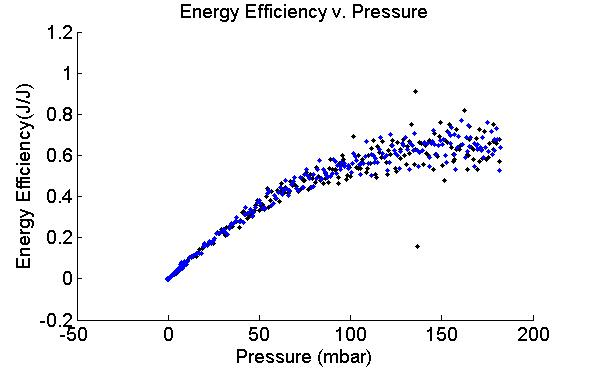 Energy Efficiency v. Pressure
1.2
1
0.8
0.6
0.4
0.2
0
-0.2
Energy Efficiency(J/J)
-50 0 50 100 150 200
Pressure (mbar)